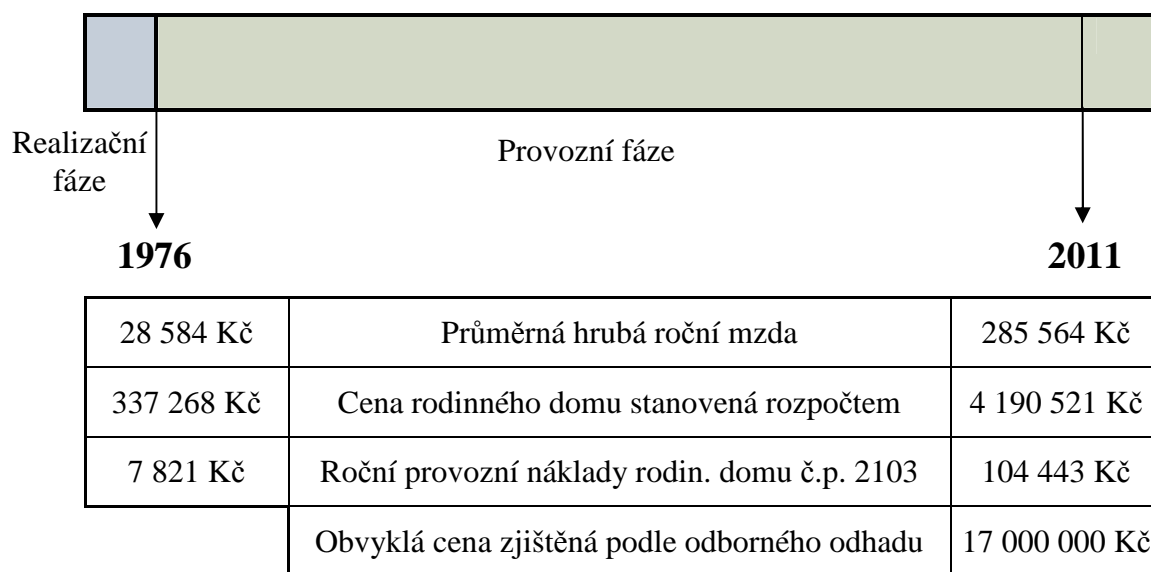 Realizační
fáze
Provozní fáze
1976
2011
28 584 Kč Průměrná hrubá roční mzda 285 564 Kč
337 268 Kč Cena rodinného domu stanovená rozpočtem 4 190 521 Kč
7 821 Kč Roční provozní náklady rodin. domu č.p. 2103 104 443 Kč
Obvyklá cena zjištěná podle odborného odhadu 17 000 000 Kč